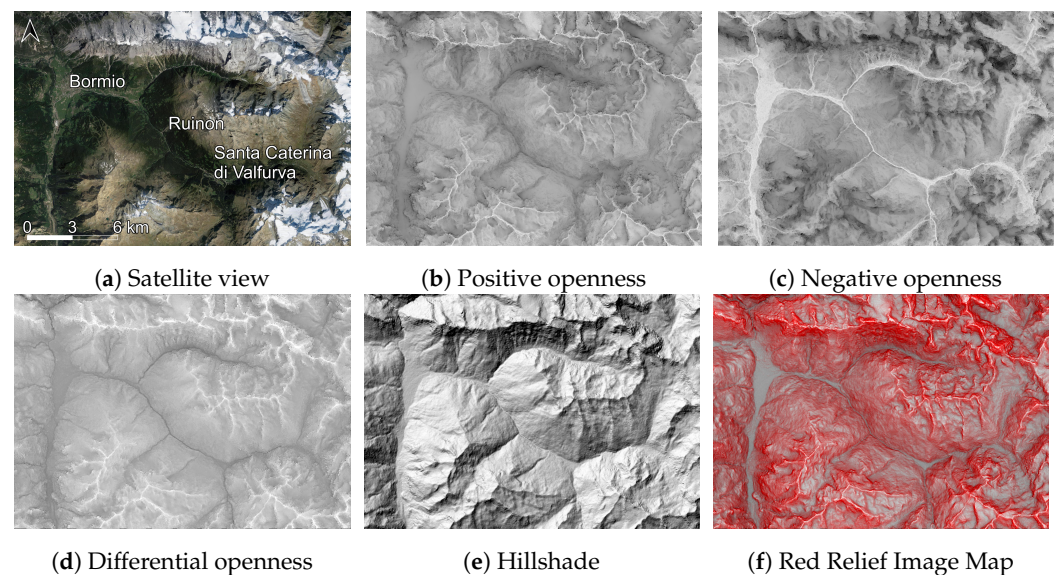 Bormio
Ruinon
Santa Caterina
di Valfurva
0 3 6 km
(a) Satellite view
(b) Positive openness
(c) Negative openness
(d) Differential openness
(e) Hillshade
(f) Red Relief Image Map